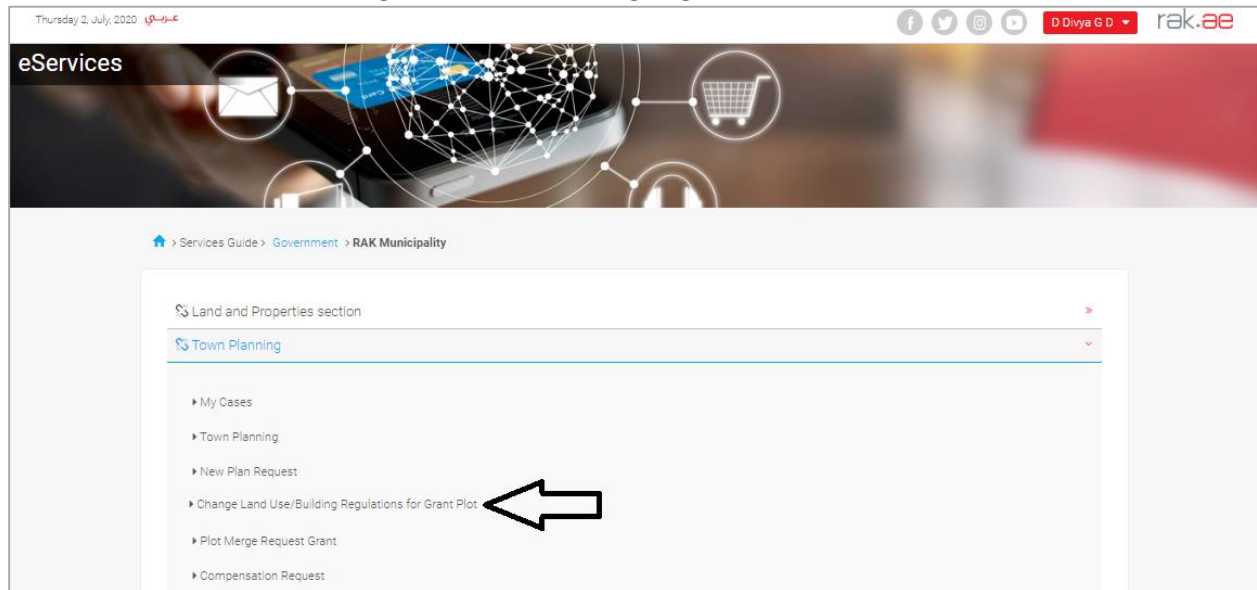 Thursday 2, July, 2020 عـربـي D Divya G D rak.ae
eServices
> Services Guide > Government > RAK Municipality
Land and Properties section »
Town Planning
My Cases
Town Planning
New Plan Request
Change Land Use/Building Regulations for Grant Plot
Plot Merge Request Grant
Compensation Request